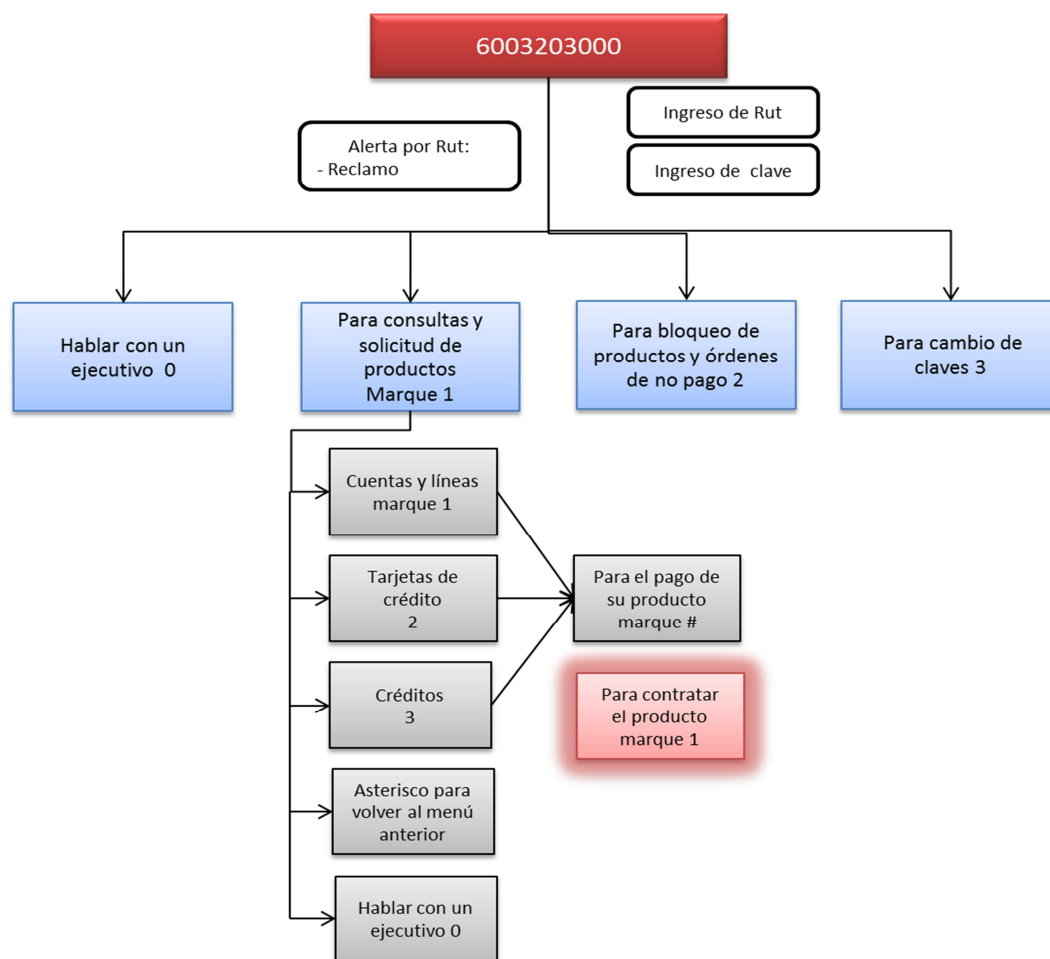 6003203000
Ingreso de Rut
Alerta por Rut:
- Reclamo
Ingreso de clave
Hablar con un
ejecutivo 0
Para consultas y
solicitud de
productos
Marque 1
Para bloqueo de
productos y órdenes
de no pago 2
Para cambio de
claves 3
Cuentas y líneas
marque 1
Tarjetas de
crédito
2
Para el pago de
su producto
marque #
Créditos
3
Para contratar
el producto
marque 1
Asterisco para
volver al menú
anterior
Hablar con un
ejecutivo 0